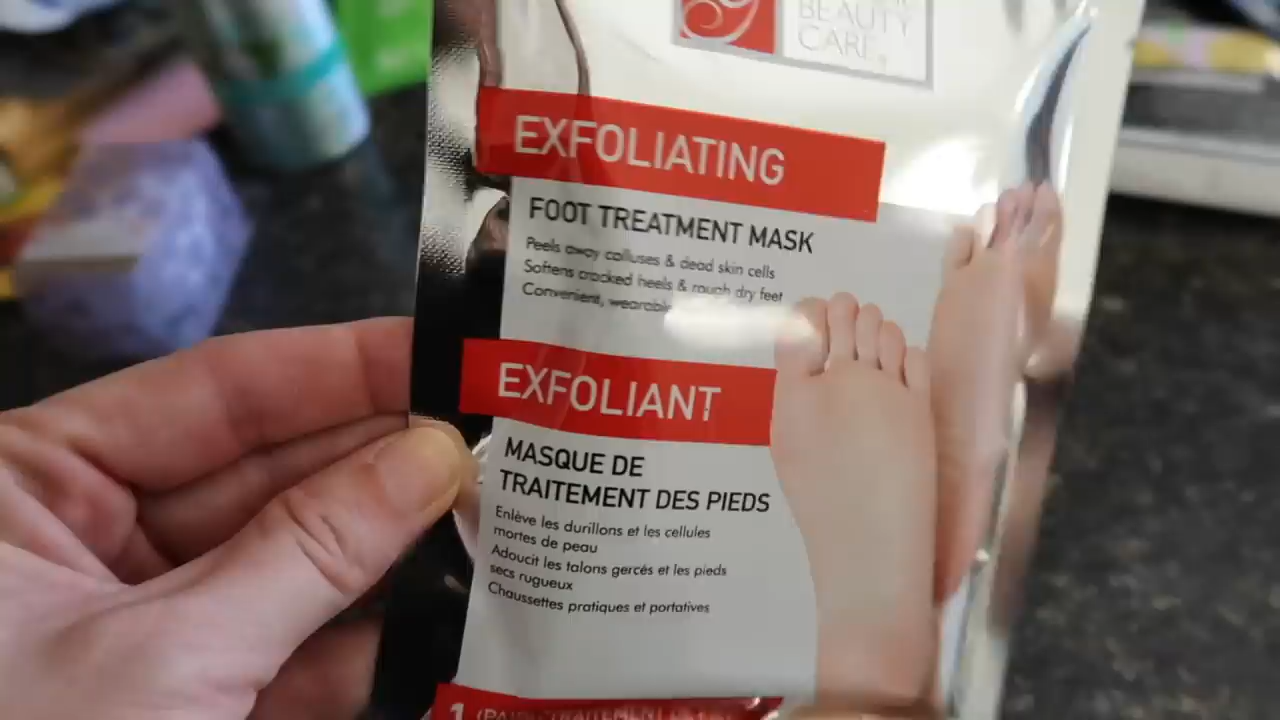 BEAUTY
CARE
EXFOLIATING
FOOT TREATMENT MASK
Peels away calluses & dead skin cells
Softens cracked heels & rough dry feet
Convenient, wearable
EXFOLIANT
MASQUE DE
TRAITEMENT DES PIEDS
Enlève les durillons et les cellules
mortes de peau
Adoucit les talons gercés et les pieds
secs rugueux
Chaussettes pratiques et portatives
1 (PAIR) TRAITEMENT